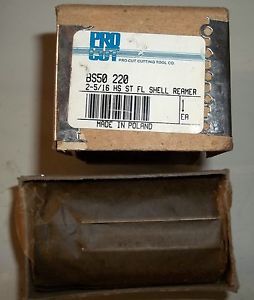 PRO
CUT
PRO-CUT CUTTING TOOL CO.
BS50 220
2-5/16 HS ST FL SHELL REAMER
1
EA
MADE IN POLAND